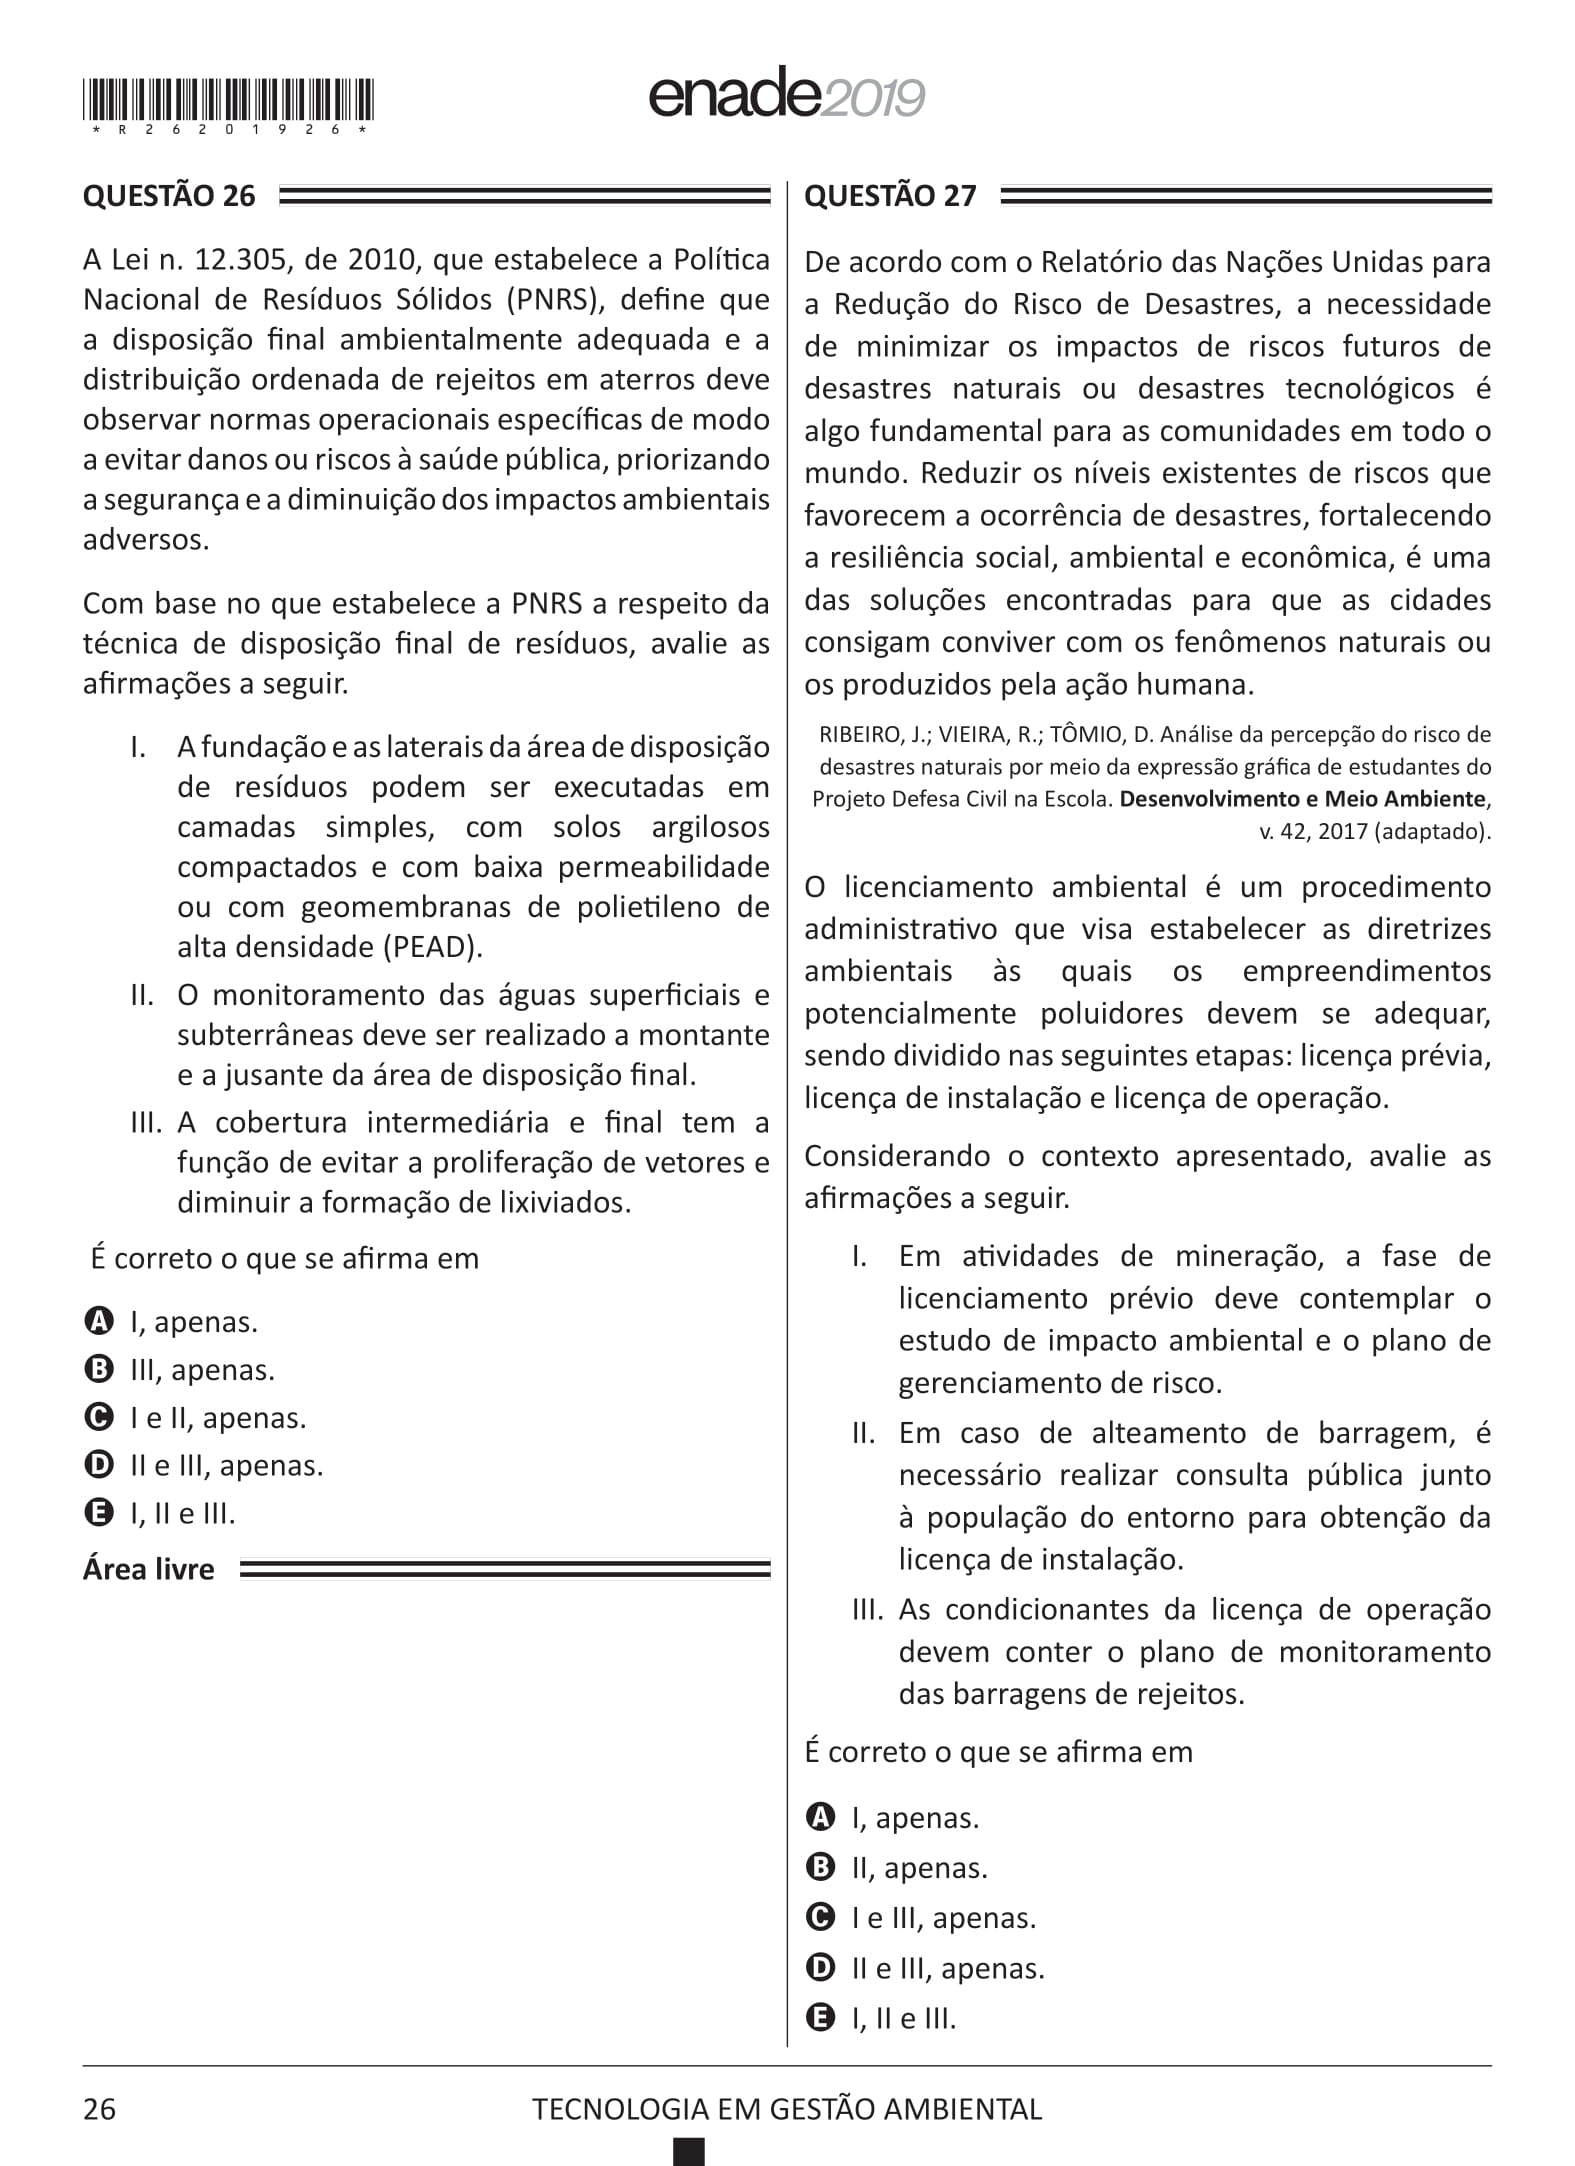 *R26201926*
enade2019
QUESTÃO 26
A Lei n. 12.305, de 2010, que estabelece a Política
Nacional de Resíduos Sólidos (PNRS), define que
a disposição final ambientalmente adequada e a
distribuição ordenada de rejeitos em aterros deve
observar normas operacionais específicas de modo
a evitar danos ou riscos à saúde pública, priorizando
a segurança e a diminuição dos impactos ambientais
adversos.
Com base no que estabelece a PNRS a respeito da
técnica de disposição final de resíduos, avalie as
afirmações a seguir.
I. A fundação e as laterais da área de disposição
de resíduos podem ser executadas em
camadas simples, com solos argilosos
compactados e com baixa permeabilidade
ou com geomembranas de polietileno de
alta densidade (PEAD).
II. O monitoramento das águas superficiais e
subterrâneas deve ser realizado a montante
e a jusante da área de disposição final.
III. A cobertura intermediária e final tem a
função de evitar a proliferação de vetores e
diminuir a formação de lixiviados.
É correto o que se afirma em
A I, apenas.
B III, apenas.
C I e II, apenas.
D II e III, apenas.
E I, II e III.
Área livre
QUESTÃO 27
De acordo com o Relatório das Nações Unidas para
a Redução do Risco de Desastres, a necessidade
de minimizar os impactos de riscos futuros de
desastres naturais ou desastres tecnológicos é
algo fundamental para as comunidades em todo o
mundo. Reduzir os níveis existentes de riscos que
favorecem a ocorrência de desastres, fortalecendo
a resiliência social, ambiental e econômica, é uma
das soluções encontradas para que as cidades
consigam conviver com os fenômenos naturais ou
os produzidos pela ação humana.
RIBEIRO, J.; VIEIRA, R.; TÔMIO, D. Análise da percepção do risco de
desastres naturais por meio da expressão gráfica de estudantes do
Projeto Defesa Civil na Escola. Desenvolvimento e Meio Ambiente,
v. 42, 2017 (adaptado).
O licenciamento ambiental é um procedimento
administrativo que visa estabelecer as diretrizes
ambientais às quais os empreendimentos
potencialmente poluidores devem se adequar,
sendo dividido nas seguintes etapas: licença prévia,
licença de instalação e licença de operação.
Considerando o contexto apresentado, avalie as
afirmações a seguir.
I. Em atividades de mineração, a fase de
licenciamento prévio deve contemplar o
estudo de impacto ambiental e o plano de
gerenciamento de risco.
II. Em caso de alteamento de barragem, é
necessário realizar consulta pública junto
à população do entorno para obtenção da
licença de instalação.
III. As condicionantes da licença de operação
devem conter o plano de monitoramento
das barragens de rejeitos.
É correto o que se afirma em
A I, apenas.
B II, apenas.
C I e III, apenas.
D II e III, apenas.
E I, II e III.
26
TECNOLOGIA EM GESTÃO AMBIENTAL